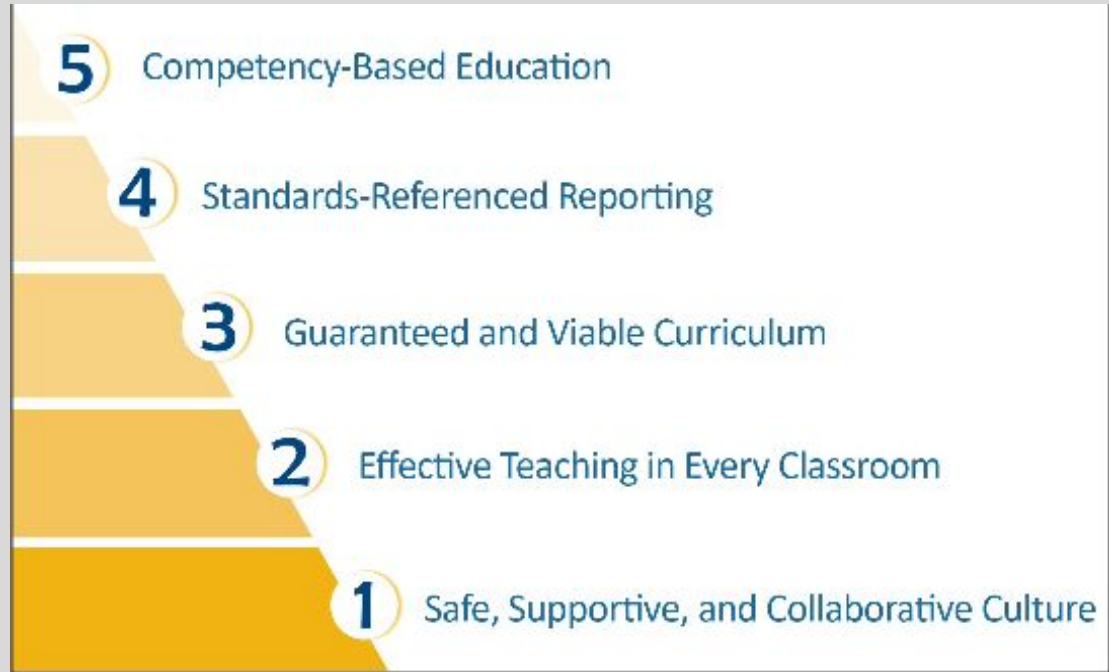 5 Competency-Based Education
4 Standards-Referenced Reporting
3 Guaranteed and Viable Curriculum
2 Effective Teaching in Every Classroom
1 Safe, Supportive, and Collaborative Culture